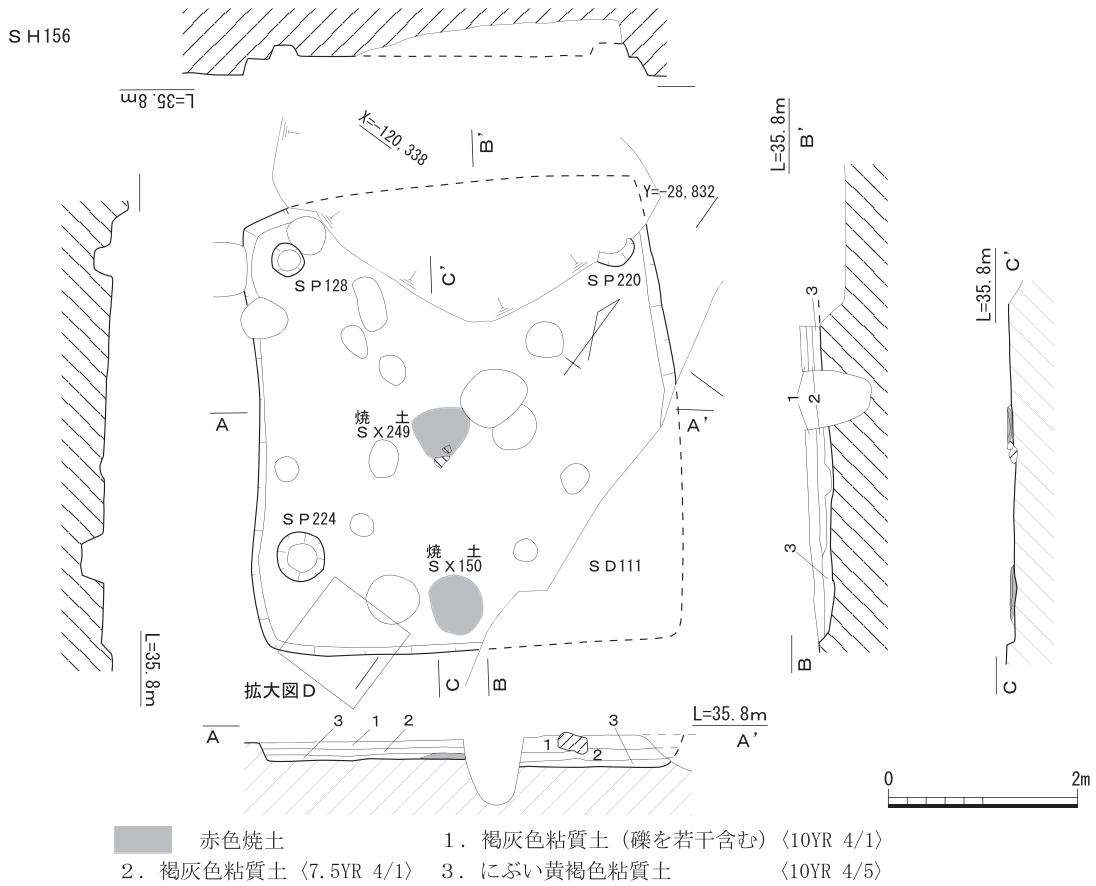 ＳＨ156
L=35.8m
X=-120,338
B'
L=35.8m
B'
Y=-28,832
ＳＰ128
C'
ＳＰ220
L=35.8m
C'
3
A
焼　土
ＳＸ249
A'
1
2
ＳＰ224
焼　土
ＳＸ150
ＳＤ111
3
L=35.8m
拡大図Ｄ
C
B
B
C
A
3
1
2
1
2
3
L=35.8m
A'
0
2m
赤色焼土
1．褐灰色粘質土（礫を若干含む）〈10YR 4/1〉
2．褐灰色粘質土〈7.5YR 4/1〉
3．にぶい黄褐色粘質土　〈10YR 4/5〉